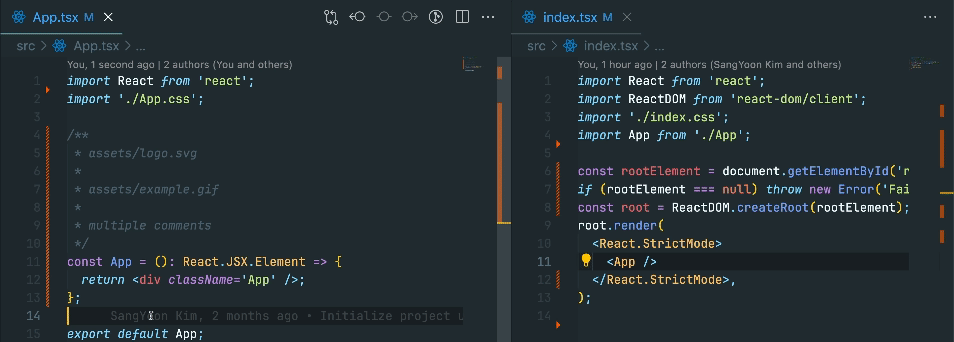 App.tsx M
src > App.tsx > ...
You, 1 second ago | 2 authors (You and others)
1 import React from 'react';
2 import './App.css';
3
4 /**
5 * assets/logo.svg
6 *
7 * assets/example.gif
8 *
9 * multiple comments
10 */
11 const App = (): React.JSX.Element => {
12 return <div className='App' />;
13 };
14 SangYoon Kim, 2 months ago • Initialize project u
15 export default App;
index.tsx M
src > index.tsx > ...
You, 1 hour ago | 2 authors (SangYoon Kim and others)
1 import React from 'react';
2 import ReactDOM from 'react-dom/client';
3 import './index.css';
4 import App from './App';
5
6 const rootElement = document.getElementById('r
7 if (rootElement === null) throw new Error('Fai
8 const root = ReactDOM.createRoot(rootElement);
9 root.render(
10 <React.StrictMode>
11 <App />
12 </React.StrictMode>,
13 );
14